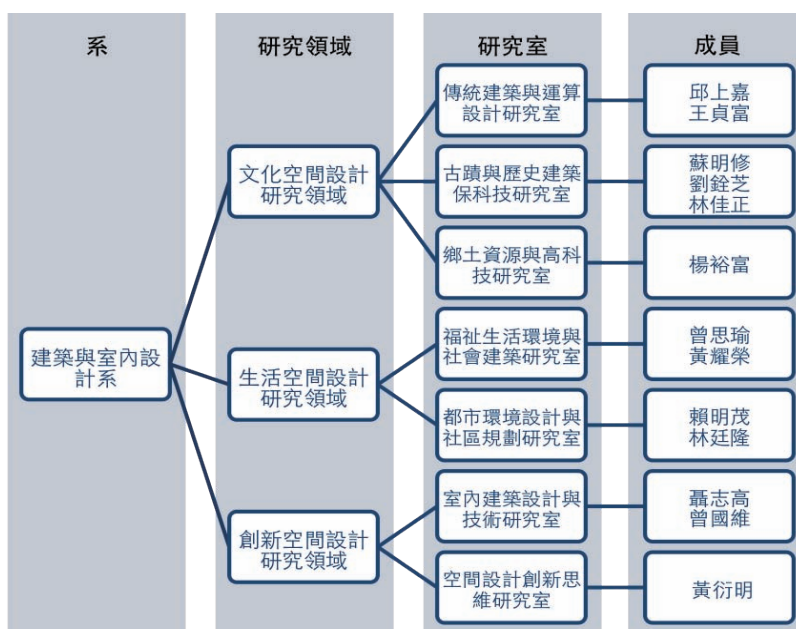 系
研究領域
研究室
成員
建築與室內設
計系
文化空間設計
研究領域
傳統建築與運算
設計研究室
邱上嘉
王貞富
古蹟與歷史建築
保科技研究室
蘇明修
劉銓芝
林佳正
鄉土資源與高科
技研究室
楊裕富
生活空間設計
研究領域
福祉生活環境與
社會建築研究室
曾思瑜
黃耀榮
都市環境設計與
社區規劃研究室
賴明茂
林廷隆
創新空間設計
研究領域
室內建築設計與
技術研究室
聶志高
曾國維
空間設計創新思
維研究室
黃衍明